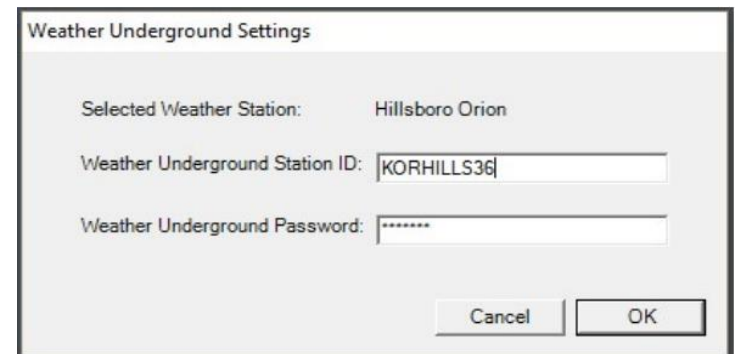 Weather Underground Settings
Selected Weather Station: Hillsboro Orion
Weather Underground Station ID: KORHILLS36
Weather Underground Password: *******
Cancel OK